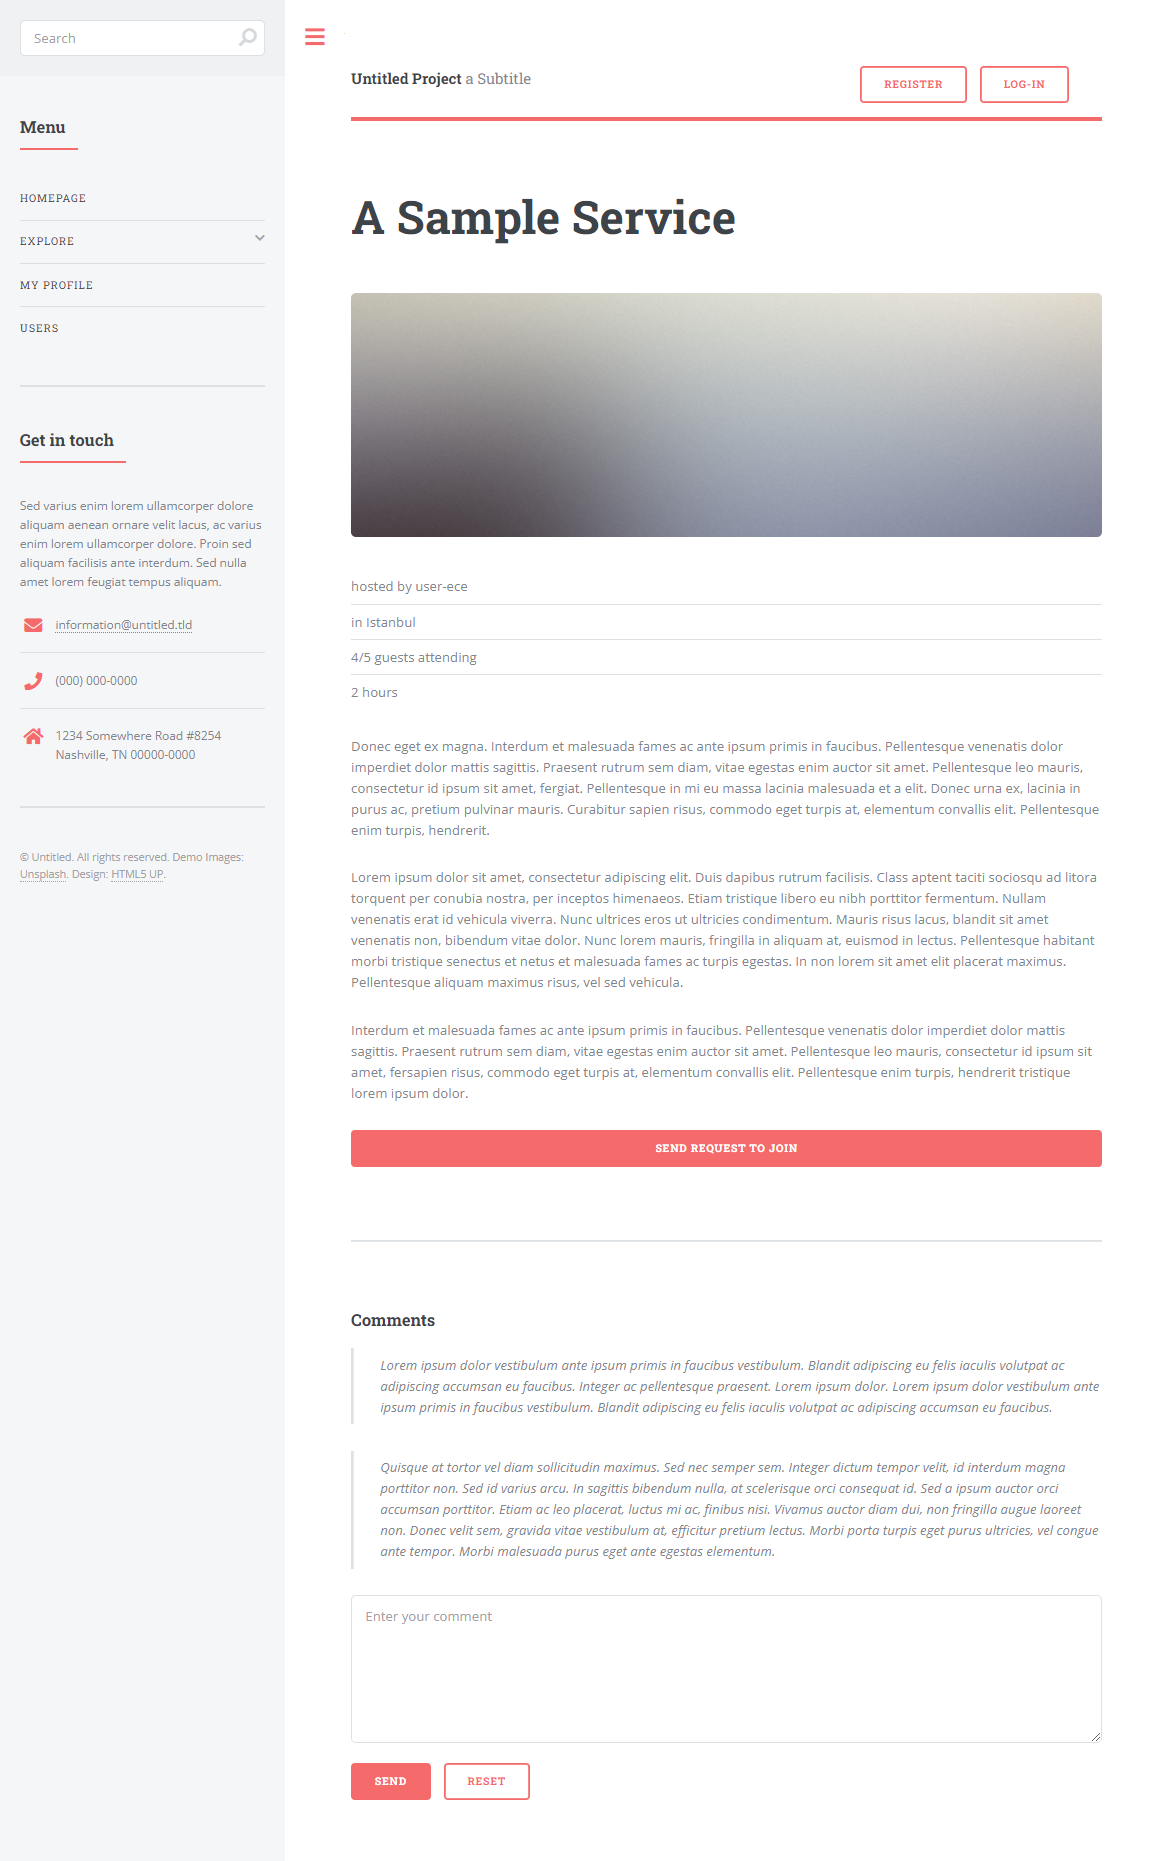 Search
Menu
HOMEPAGE
EXPLORE
MY PROFILE
USERS
Get in touch
Sed varius enim lorem ullamcorper dolore
aliquam aenean ornare velit lacus, ac varius
enim lorem ullamcorper dolore. Proin sed
aliquam facilisis ante interdum. Sed nulla
amet lorem feugiat tempus aliquam.
information@untitled.tld
(000) 000-0000
1234 Somewhere Road #8254
Nashville, TN 00000-0000
© Untitled. All rights reserved. Demo Images:
Unsplash. Design: HTML5 UP.
Untitled Project a Subtitle
REGISTER
LOG-IN
A Sample Service
hosted by user-ece
in Istanbul
4/5 guests attending
2 hours
Donec eget ex magna. Interdum et malesuada fames ac ante ipsum primis in faucibus. Pellentesque venenatis dolor
imperdiet dolor mattis sagittis. Praesent rutrum sem diam, vitae egestas enim auctor sit amet. Pellentesque leo mauris,
consectetur id ipsum sit amet, fergiat. Pellentesque in mi eu massa lacinia malesuada et a elit. Donec urna ex, lacinia in
purus ac, pretium pulvinar mauris. Curabitur sapien risus, commodo eget turpis at, elementum convallis elit. Pellentesque
enim turpis, hendrerit.
Lorem ipsum dolor sit amet, consectetur adipiscing elit. Duis dapibus rutrum facilisis. Class aptent taciti sociosqu ad litora
torquent per conubia nostra, per inceptos himenaeos. Etiam tristique libero eu nibh porttitor fermentum. Nullam
venenatis erat id vehicula viverra. Nunc ultrices eros ut ultricies condimentum. Mauris risus lacus, blandit sit amet
venenatis non, bibendum vitae dolor. Nunc lorem mauris, fringilla in aliquam at, euismod in lectus. Pellentesque habitant
morbi tristique senectus et netus et malesuada fames ac turpis egestas. In non lorem sit amet elit placerat maximus.
Pellentesque aliquam maximus risus, vel sed vehicula.
Interdum et malesuada fames ac ante ipsum primis in faucibus. Pellentesque venenatis dolor imperdiet dolor mattis
sagittis. Praesent rutrum sem diam, vitae egestas enim auctor sit amet. Pellentesque leo mauris, consectetur id ipsum sit
amet, fersapien risus, commodo eget turpis at, elementum convallis elit. Pellentesque enim turpis, hendrerit tristique
lorem ipsum dolor.
SEND REQUEST TO JOIN
Comments
Lorem ipsum dolor vestibulum ante ipsum primis in faucibus vestibulum. Blandit adipiscing eu felis iaculis volutpat ac
adipiscing accumsan eu faucibus. Integer ac pellentesque praesent. Lorem ipsum dolor. Lorem ipsum dolor vestibulum ante
ipsum primis in faucibus vestibulum. Blandit adipiscing eu felis iaculis volutpat ac adipiscing accumsan eu faucibus.
Quisque at tortor vel diam sollicitudin maximus. Sed nec semper sem. Integer dictum tempor velit, id interdum magna
porttitor non. Sed id varius arcu. In sagittis bibendum nulla, at scelerisque orci consequat id. Sed a ipsum auctor orci
accumsan porttitor. Etiam ac leo placerat, luctus mi ac, finibus nisi. Vivamus auctor diam dui, non fringilla augue laoreet
non. Donec velit sem, gravida vitae vestibulum at, efficitur pretium lectus. Morbi porta turpis eget purus ultricies, vel congue
ante tempor. Morbi malesuada purus eget ante egestas elementum.
Enter your comment
SEND
RESET